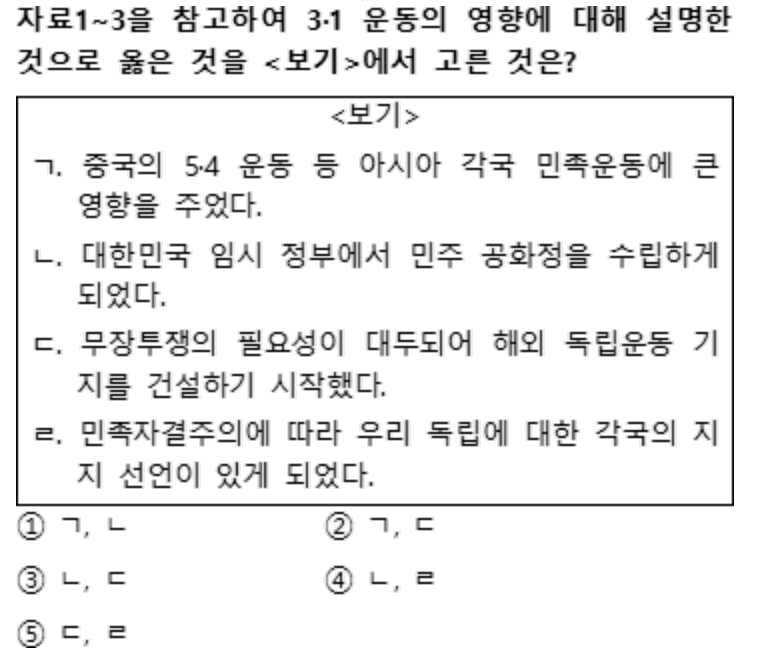 자료1~3을 참고하여 3·1 운동의 영향에 대해 설명한
것으로 옳은 것을 <보기>에서 고른 것은?
<보기>
ㄱ. 중국의 5·4 운동 등 아시아 각국 민족운동에 큰
영향을 주었다.
ㄴ. 대한민국 임시 정부에서 민주 공화정을 수립하게
되었다.
ㄷ. 무장투쟁의 필요성이 대두되어 해외 독립운동 기
지를 건설하기 시작했다.
ㄹ. 민족자결주의에 따라 우리 독립에 대한 각국의 지
지 선언이 있게 되었다.
① ㄱ, ㄴ ② ㄱ, ㄷ
③ ㄴ, ㄷ ④ ㄴ, ㄹ
⑤ ㄷ, ㄹ